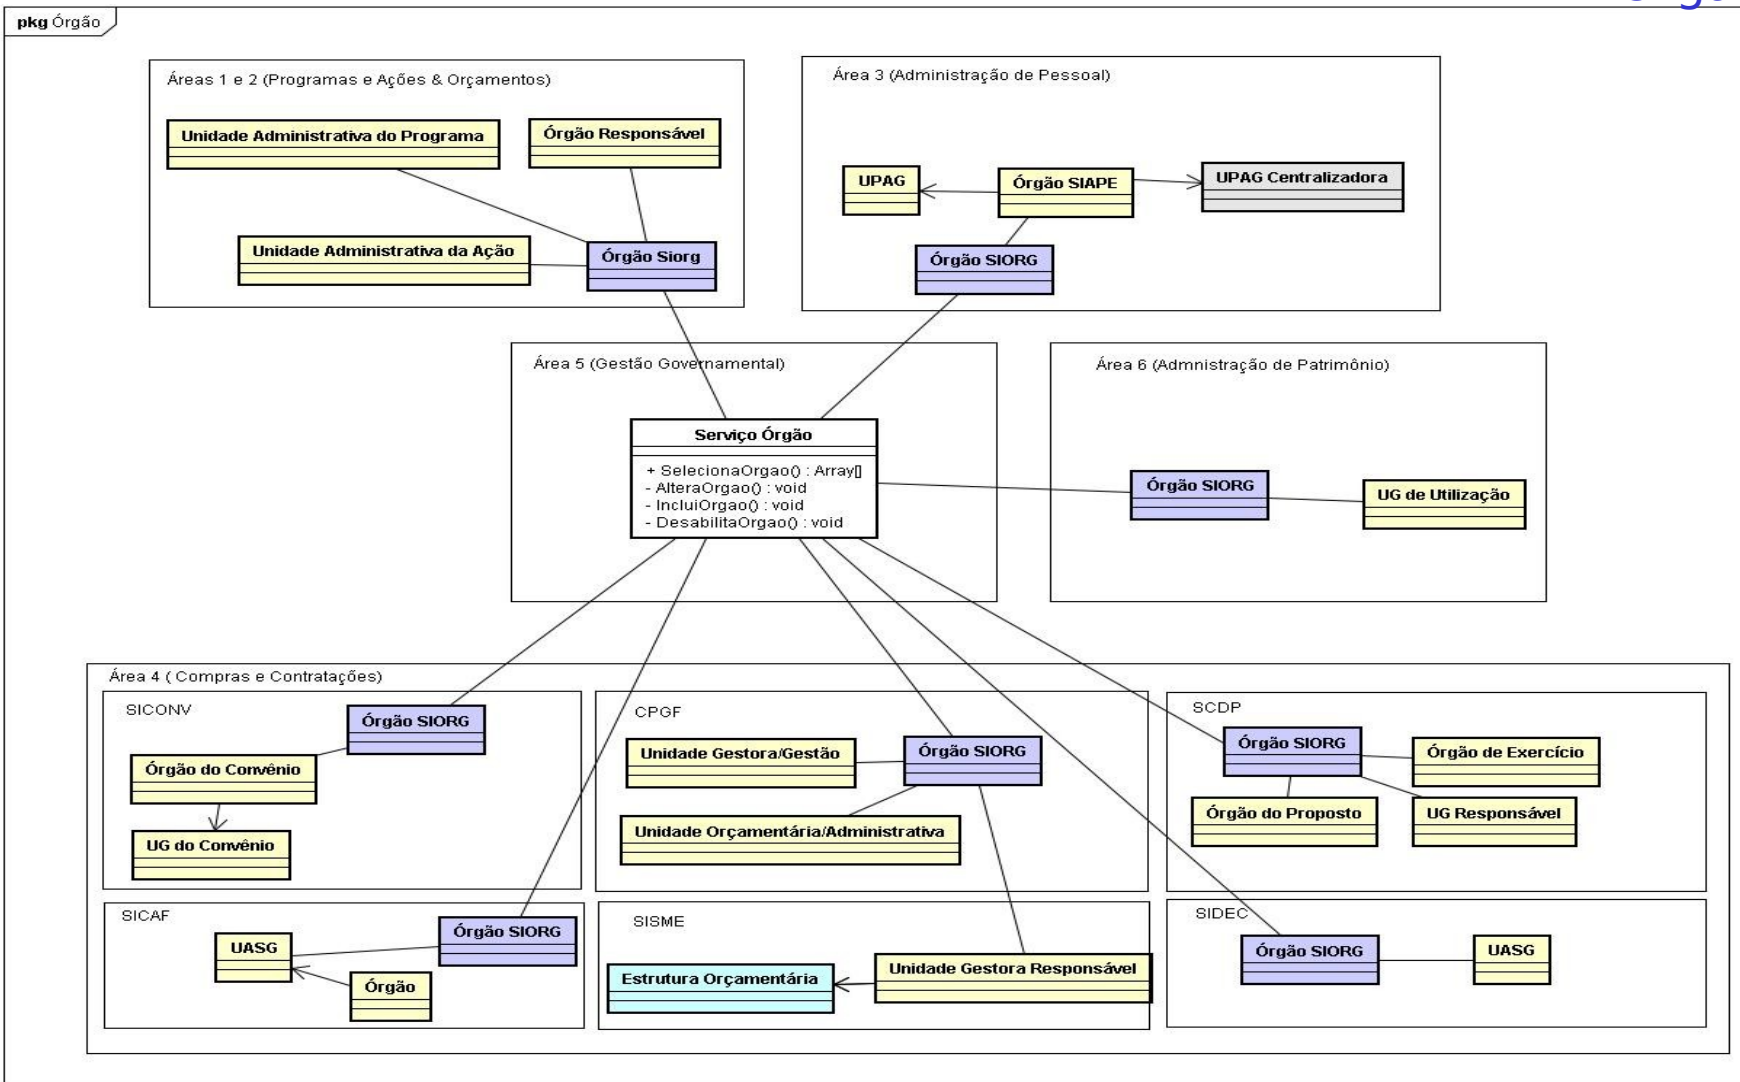 pkg Órgão
Áreas 1 e 2 (Programas e Ações & Orçamentos)
Unidade Administrativa do Programa
Órgão Responsável
Unidade Administrativa da Ação
Órgão Siorg
Área 3 (Administração de Pessoal)
UPAG
Órgão SIAPE
UPAG Centralizadora
Órgão SIORG
Área 5 (Gestão Governamental)
Serviço Órgão
+ SelecionaOrgao() : Array[]
- AlteraOrgao() : void
- IncluiOrgao() : void
- DesabilitaOrgao() : void
Área 6 (Admnistração de Patrimônio)
Órgão SIORG
UG de Utilização
Área 4 ( Compras e Contratações)
SICONV
Órgão SIORG
Órgão do Convênio
UG do Convênio
CPGF
Unidade Gestora/Gestão
Órgão SIORG
Unidade Orçamentária/Administrativa
SCDP
Órgão SIORG
Órgão de Exercício
Órgão do Proposto
UG Responsável
SICAF
Órgão SIORG
UASG
Órgão
SISME
Estrutura Orçamentária
Unidade Gestora Responsável
SIDEC
Órgão SIORG
UASG